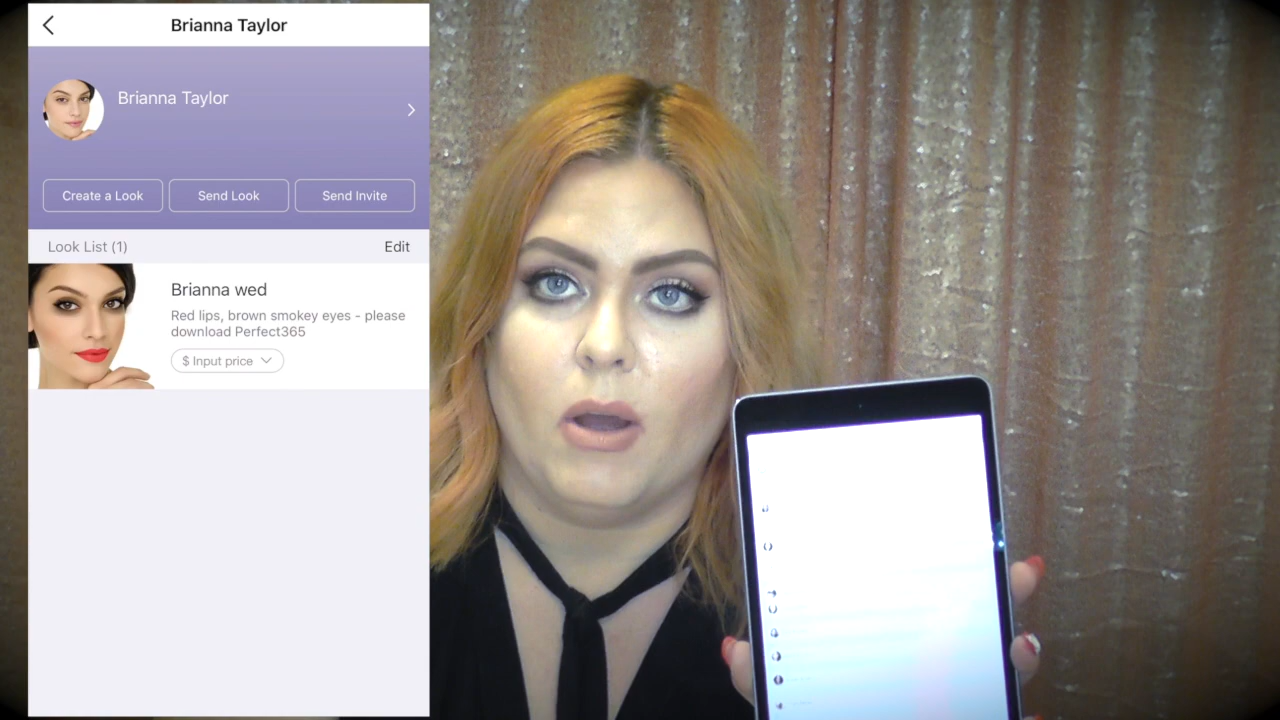 Brianna Taylor
Brianna Taylor
Create a Look
Send Look
Send Invite
Look List (1)
Edit
Brianna wed
Red lips, brown smokey eyes - please
download Perfect365
$ Input price